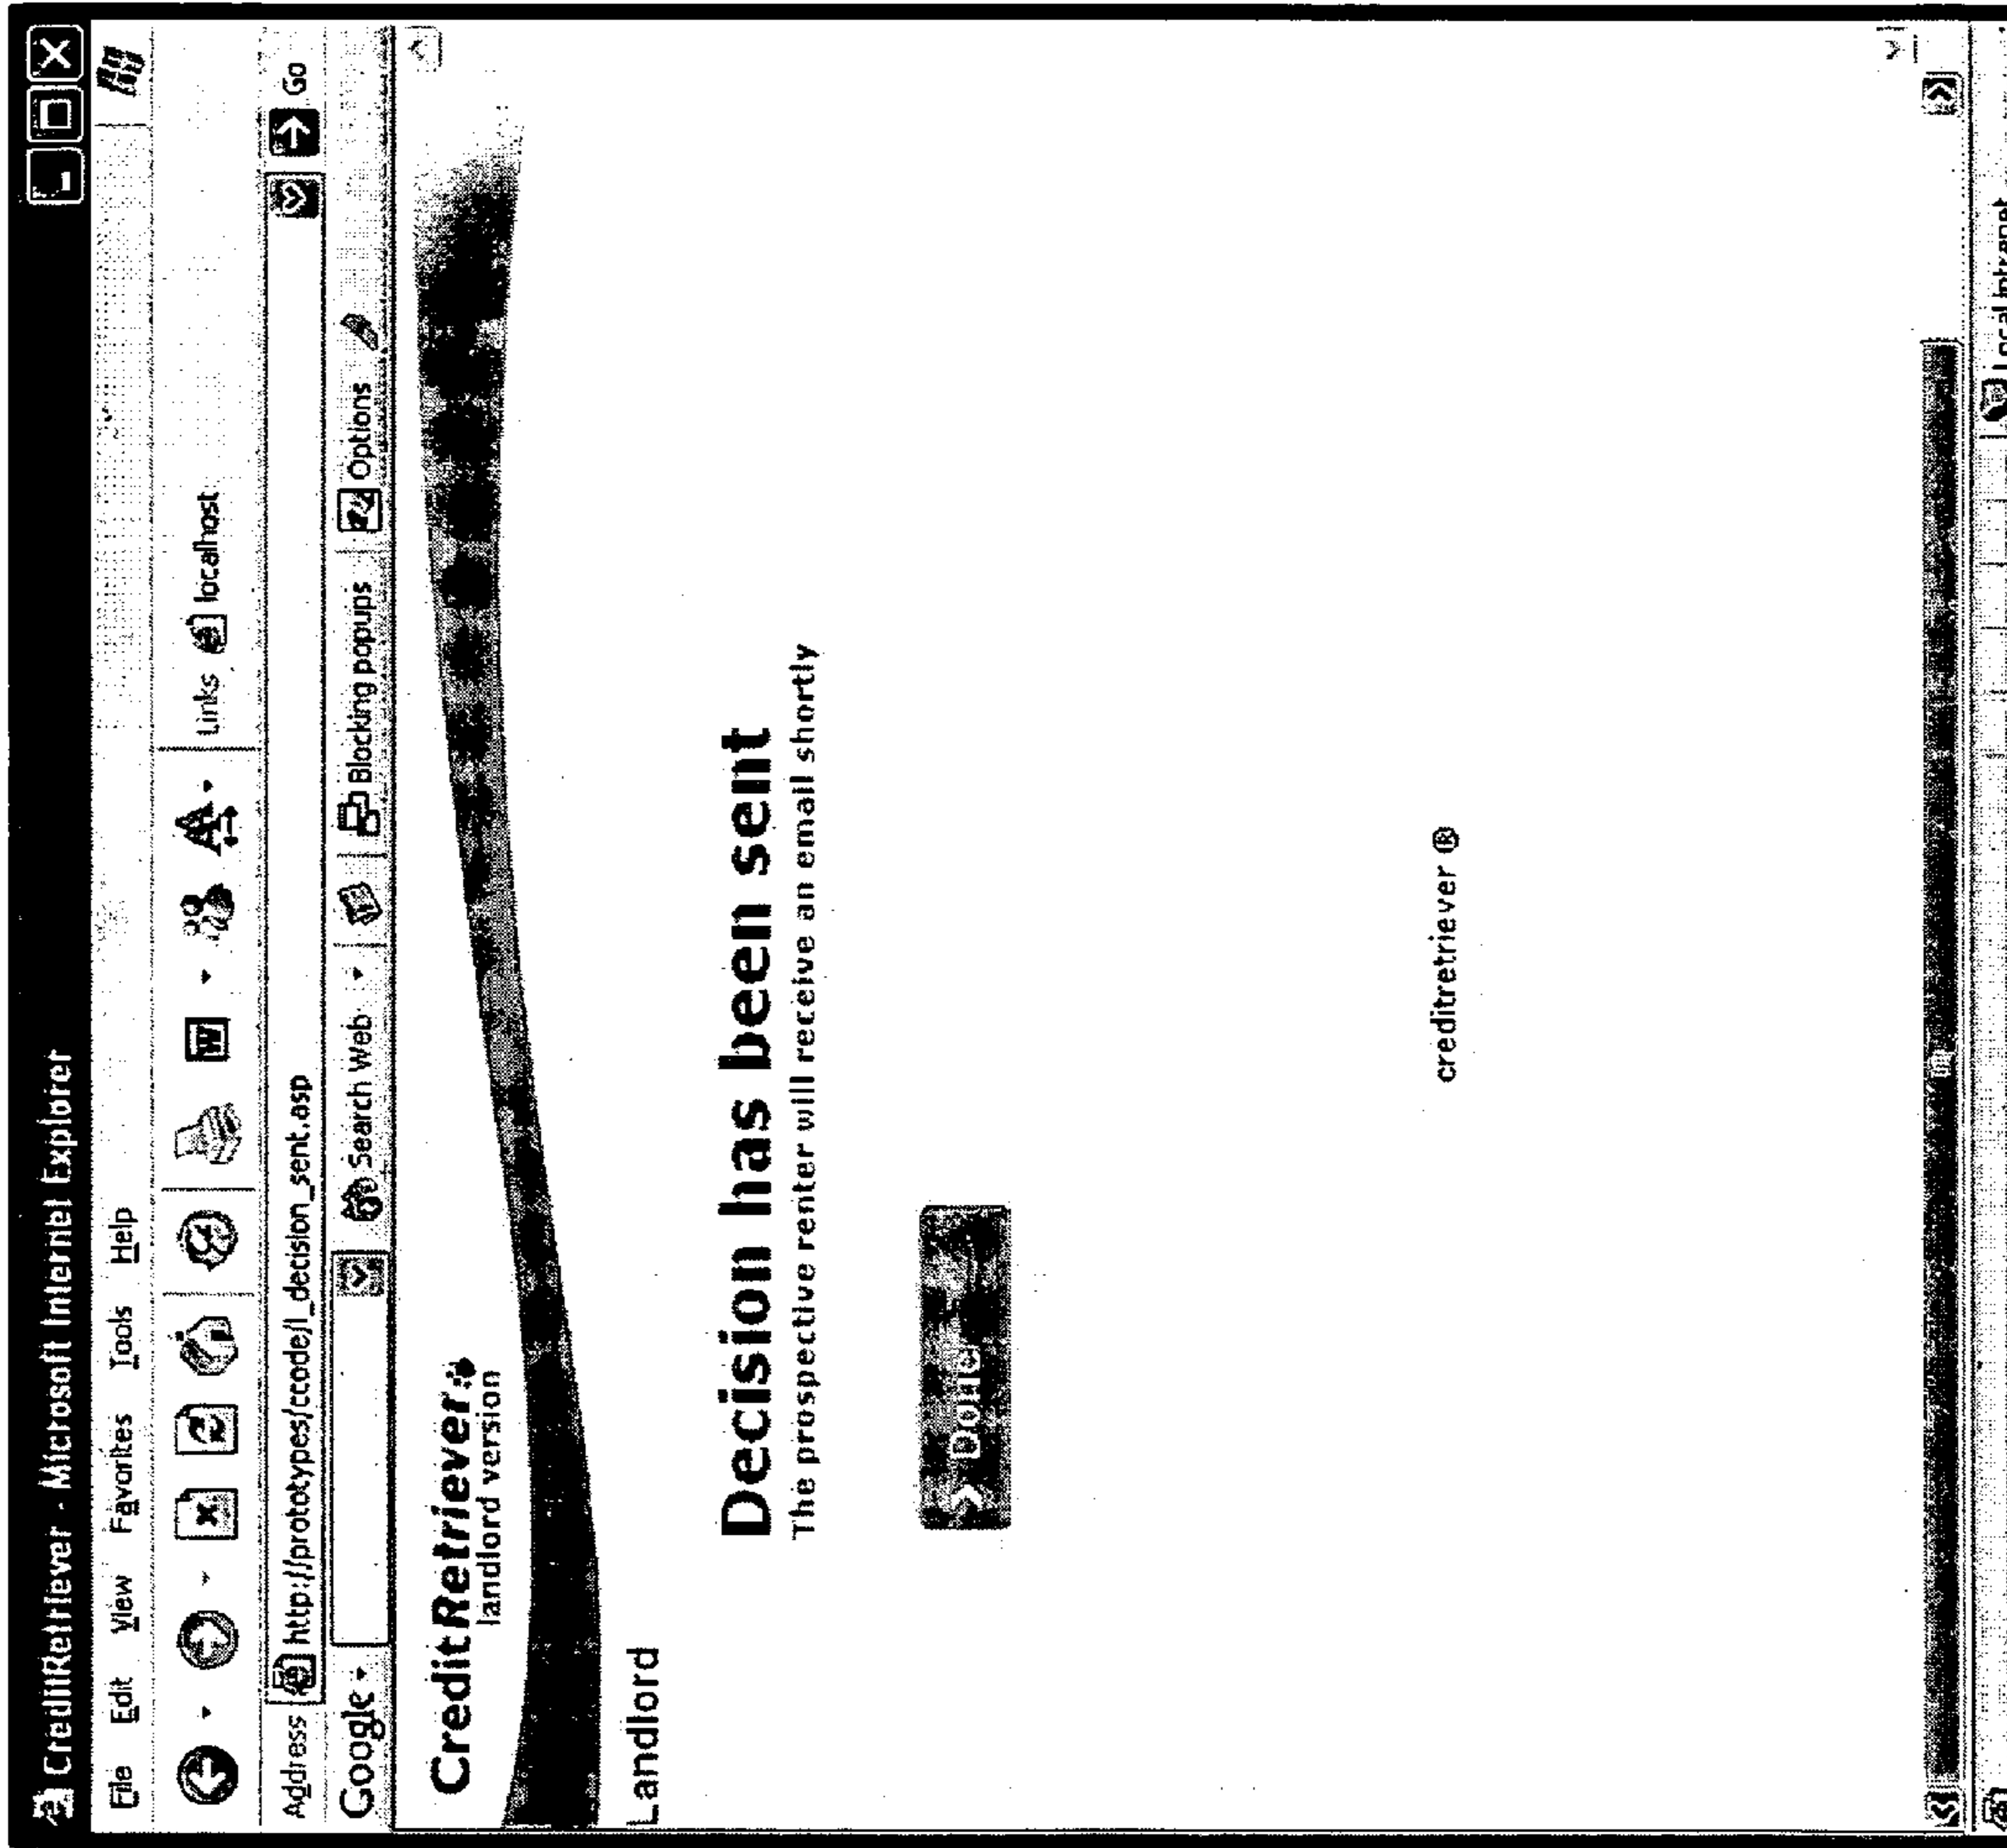 CreditRetriever - Microsoft Internet Explorer
File Edit View Favorites Tools Help
Links localhost
Address http://prototypes/ccode/l_decision_sent.asp Go
Google Search Web Blocking popups Options
CreditRetriever
landlord version
Landlord
Decision has been sent
The prospective renter will receive an email shortly
> Done
creditretriever ®
Local intranet